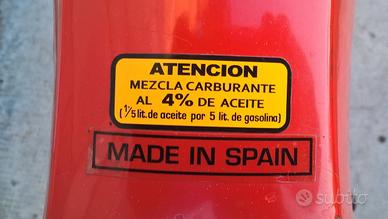 ATENCION
MEZCLA CARBURANTE
AL 4% DE ACEITE
(1/5 lit. de aceite por 5 lit. de gasolina)
MADE IN SPAIN
subito